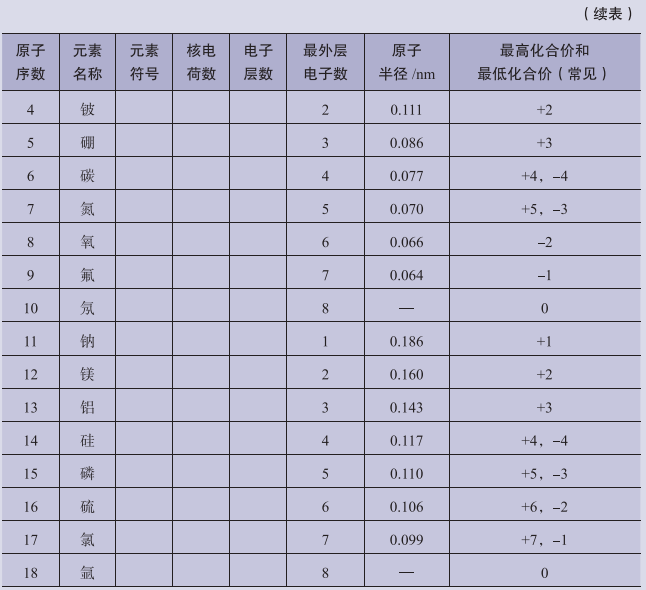 （续表）
原子序数 元素名称 元素符号 核电荷数 电子层数 最外层电子数 原子半径/nm 最高化合价和最低化合价（常见）
4 铍 2 0.111 +2
5 硼 3 0.086 +3
6 碳 4 0.077 +4，–4
7 氮 5 0.070 +5，–3
8 氧 6 0.066 –2
9 氟 7 0.064 –1
10 氖 8 — 0
11 钠 1 0.186 +1
12 镁 2 0.160 +2
13 铝 3 0.143 +3
14 硅 4 0.117 +4，–4
15 磷 5 0.110 +5，–3
16 硫 6 0.106 +6，–2
17 氯 7 0.099 +7，–1
18 氩 8 — 0